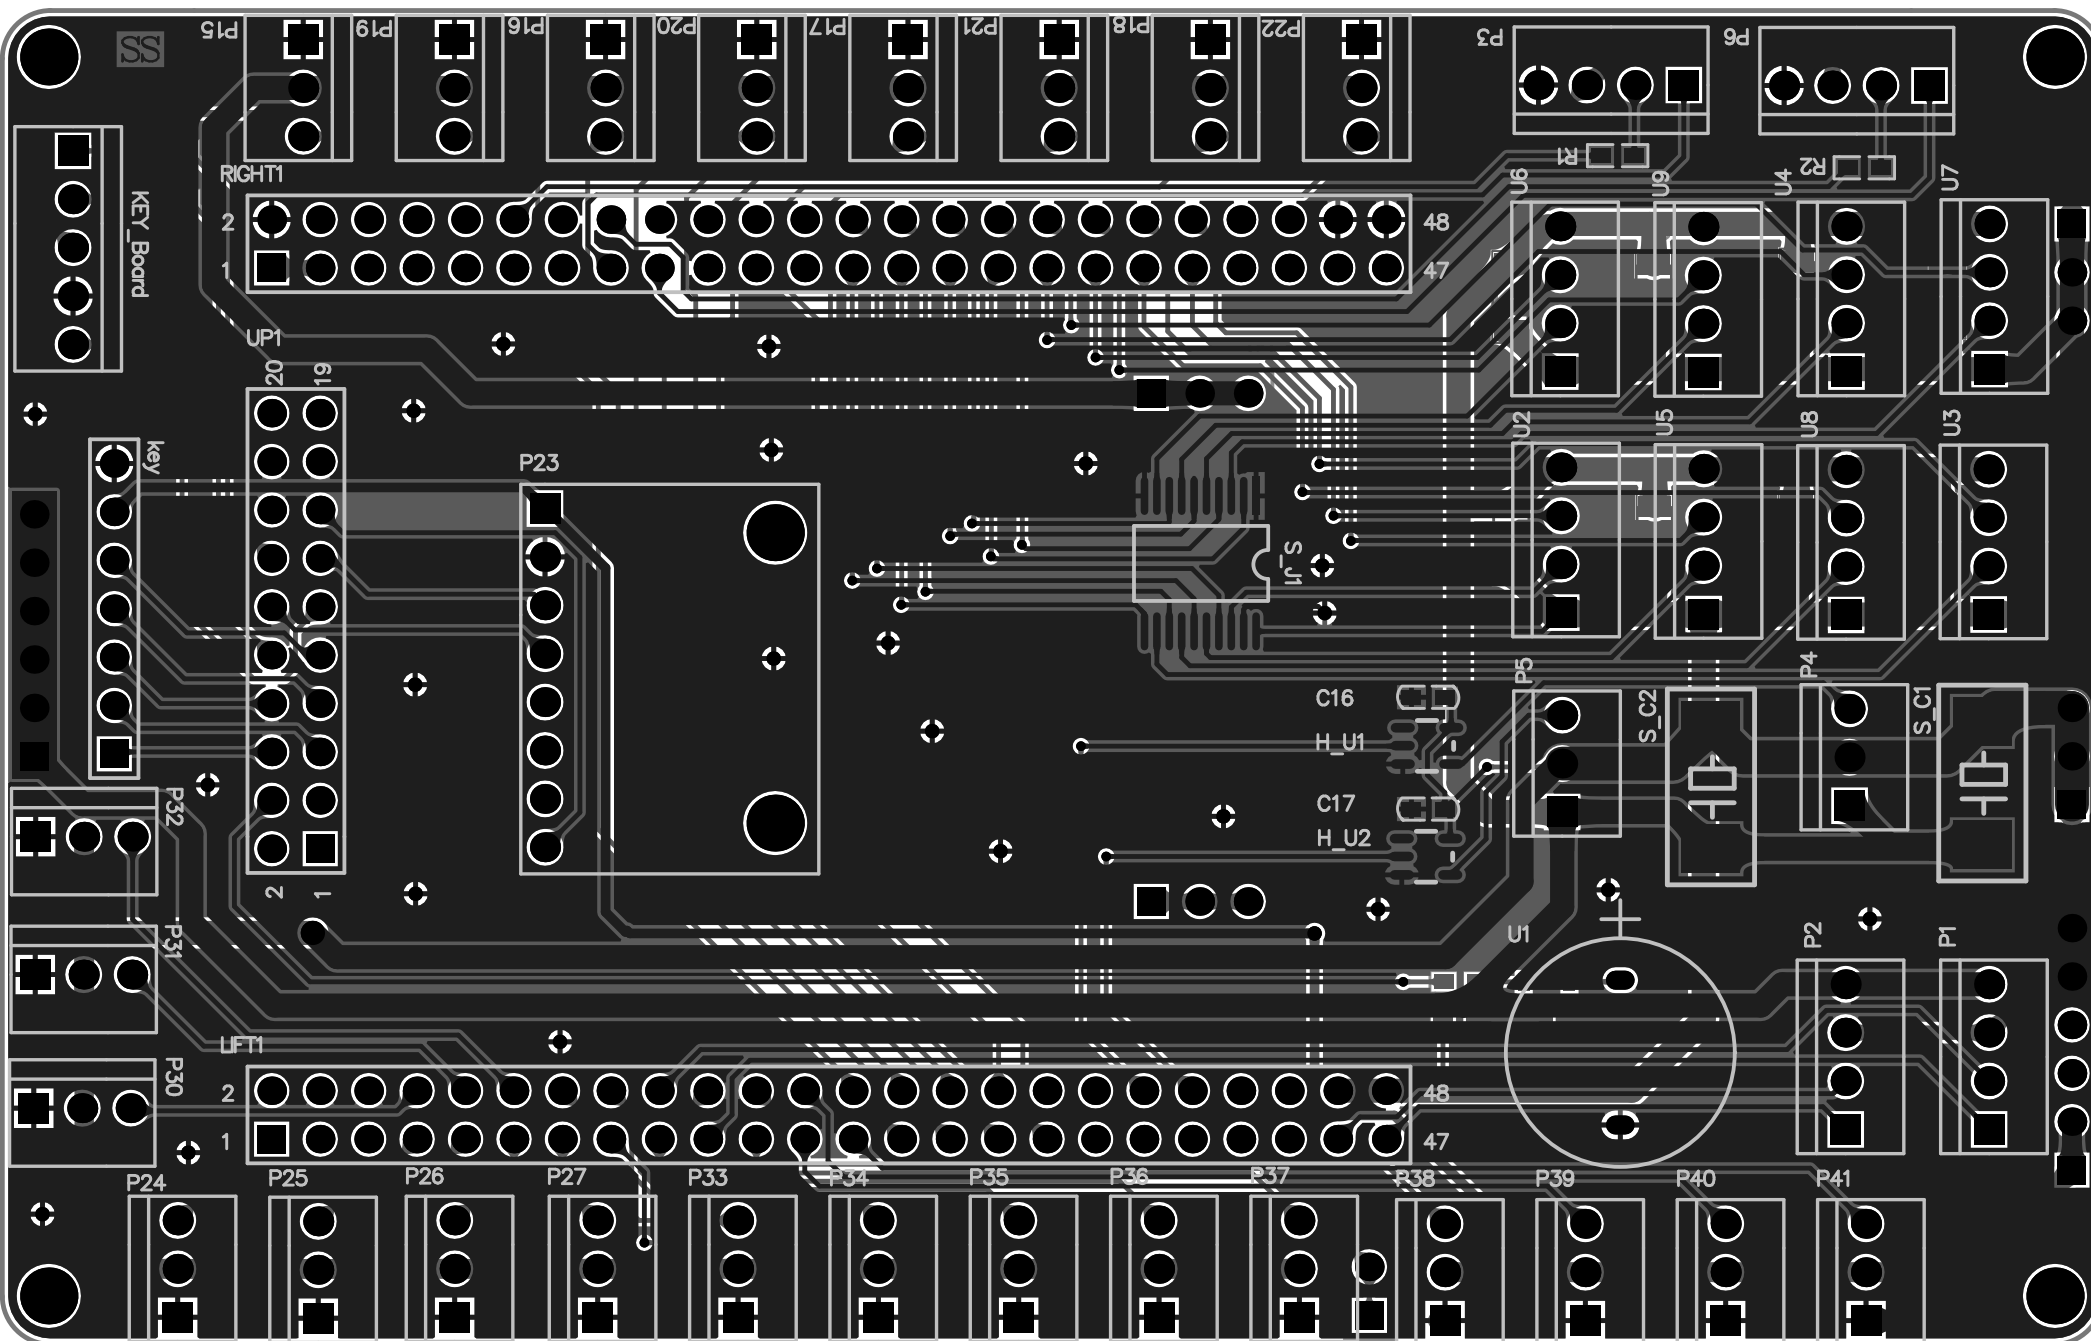 SS
P15
P19
P16
P20
P17
P21
P18
P22
P3
P6
R1
R2
RIGHT1
U6
U9
U4
U7
KEY_Board
2
48
1
47
UP1
20
19
key
P23
U2
U5
U8
U3
S_J1
C16
H_U1
C17
H_U2
P5
S_C2
P4
S_C1
P32
2
1
P31
U1
P2
P1
LIFT1
P30
2
48
1
47
P24
P25
P26
P27
P33
P34
P35
P36
P37
P38
P39
P40
P41